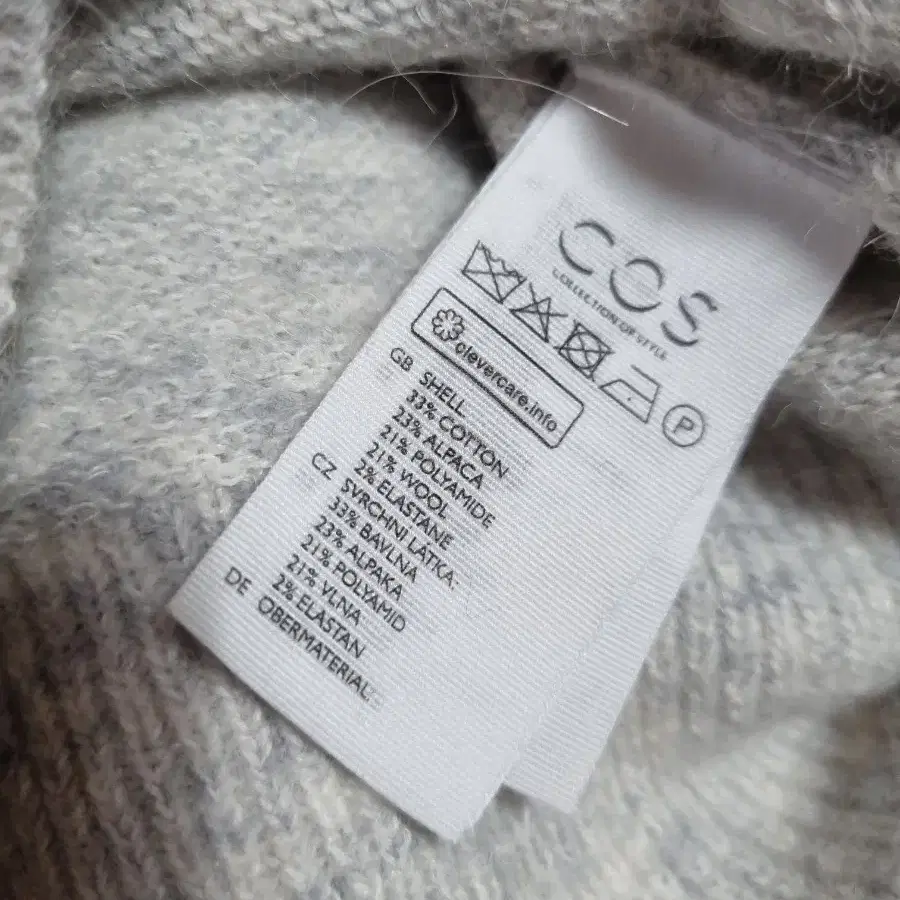 COS
COLLECTION OF STYLE
P
clevercare.info
GB SHELL
33% COTTON
23% ALPACA
21% POLYAMIDE
21% WOOL
2% ELASTANE
CZ SVRCHNI LÁTKA:
33% BAVLNA
23% ALPAKA
21% POLYAMID
21% VLNA
2% ELASTAN
DE OBERMATERIAL: